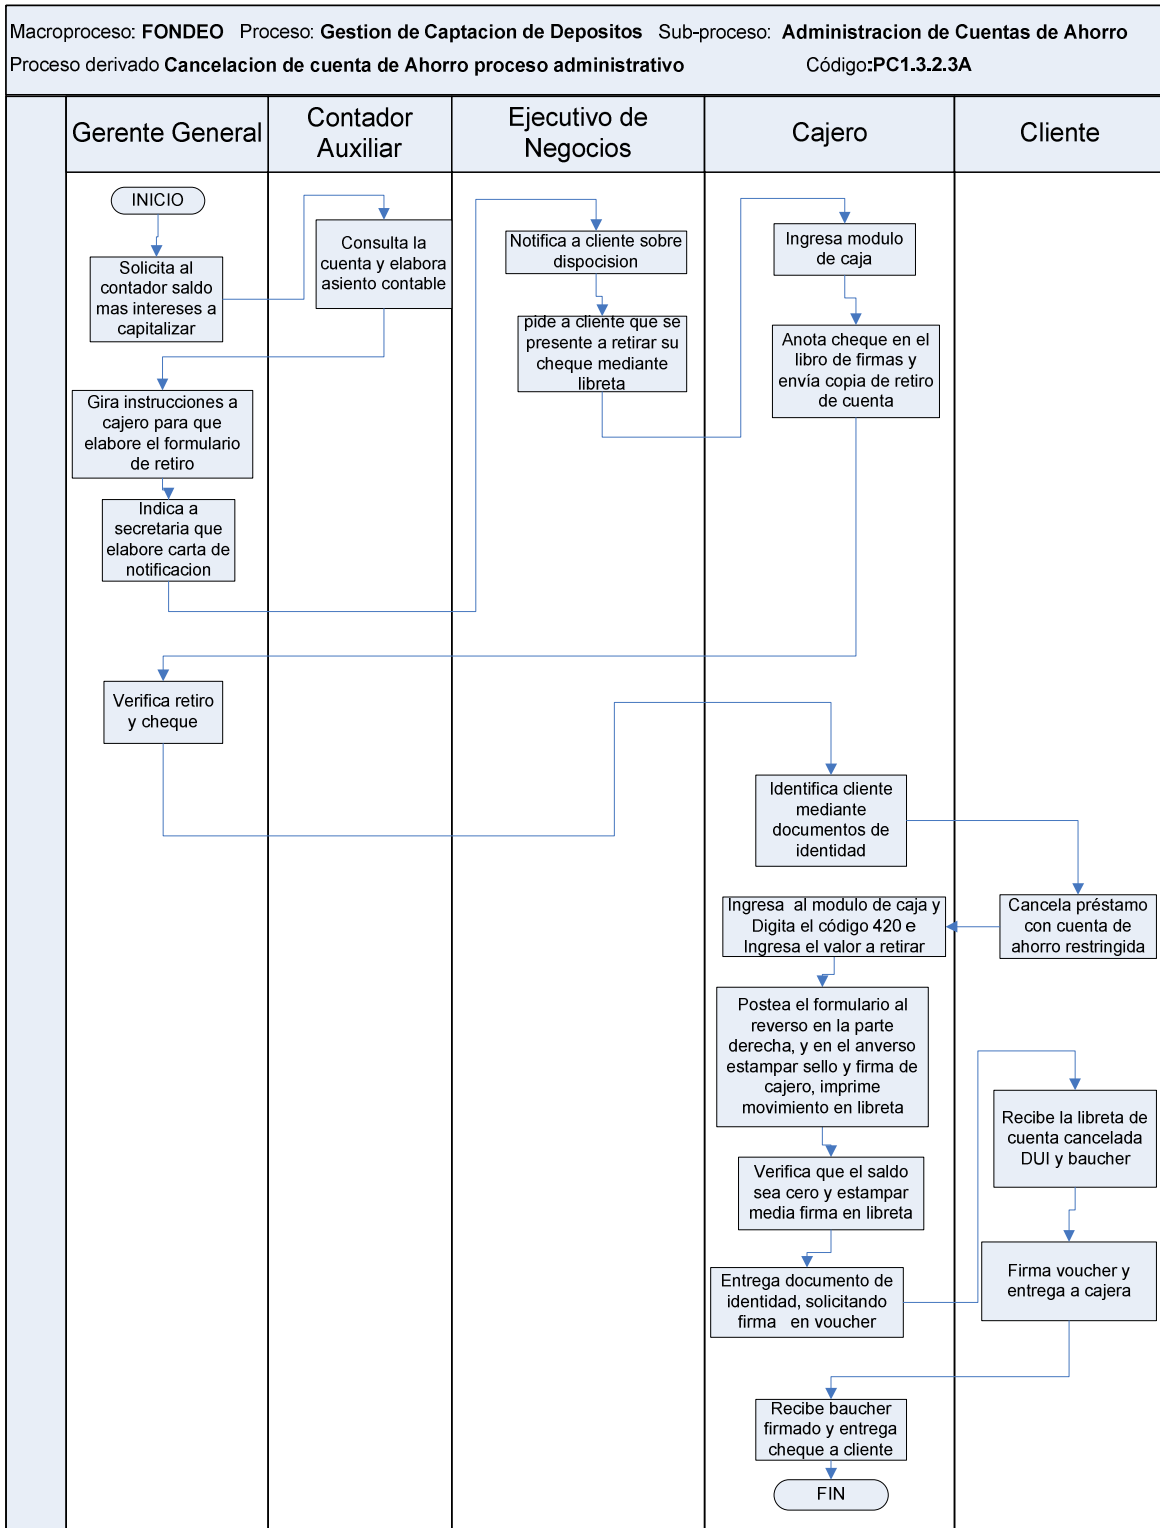 Macroproceso: FONDEO Proceso: Gestion de Captacion de Depositos Sub-proceso: Administracion de Cuentas de Ahorro
Proceso derivado Cancelacion de cuenta de Ahorro proceso administrativo Código:PC1.3.2.3A
Gerente General
Contador
Auxiliar
Ejecutivo de
Negocios
Cajero
Cliente
INICIO
Solicita al
contador saldo
mas intereses a
capitalizar
Consulta la
cuenta y elabora
asiento contable
Gira instrucciones a
cajero para que
elabore el formulario
de retiro
Indica a
secretaria que
elabore carta de
notificacion
Notifica a cliente sobre
dispocision
pide a cliente que se
presente a retirar su
cheque mediante
libreta
Ingresa modulo
de caja
Anota cheque en el
libro de firmas y
envía copia de retiro
de cuenta
Verifica retiro
y cheque
Identifica cliente
mediante
documentos de
identidad
Cancela préstamo
con cuenta de
ahorro restringida
Ingresa al modulo de caja y
Digita el código 420 e
Ingresa el valor a retirar
Postea el formulario al
reverso en la parte
derecha, y en el anverso
estampar sello y firma de
cajero, imprime
movimiento en libreta
Verifica que el saldo
sea cero y estampar
media firma en libreta
Entrega documento de
identidad, solicitando
firma en voucher
Recibe la libreta de
cuenta cancelada
DUI y baucher
Firma voucher y
entrega a cajera
Recibe baucher
firmado y entrega
cheque a cliente
FIN